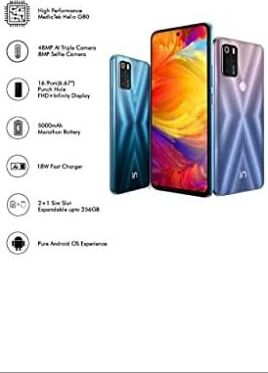 High Performance
MediaTek Helio G80
48MP AI Triple Camera
8MP Selfie Camera
16.9cm(6.67")
Punch Hole
FHD+Infinity Display
5000mAh
Marathon Battery
18W Fast Charger
2+1 Sim Slot
Expandable upto 256GB
Pure Android OS Experience
in
in